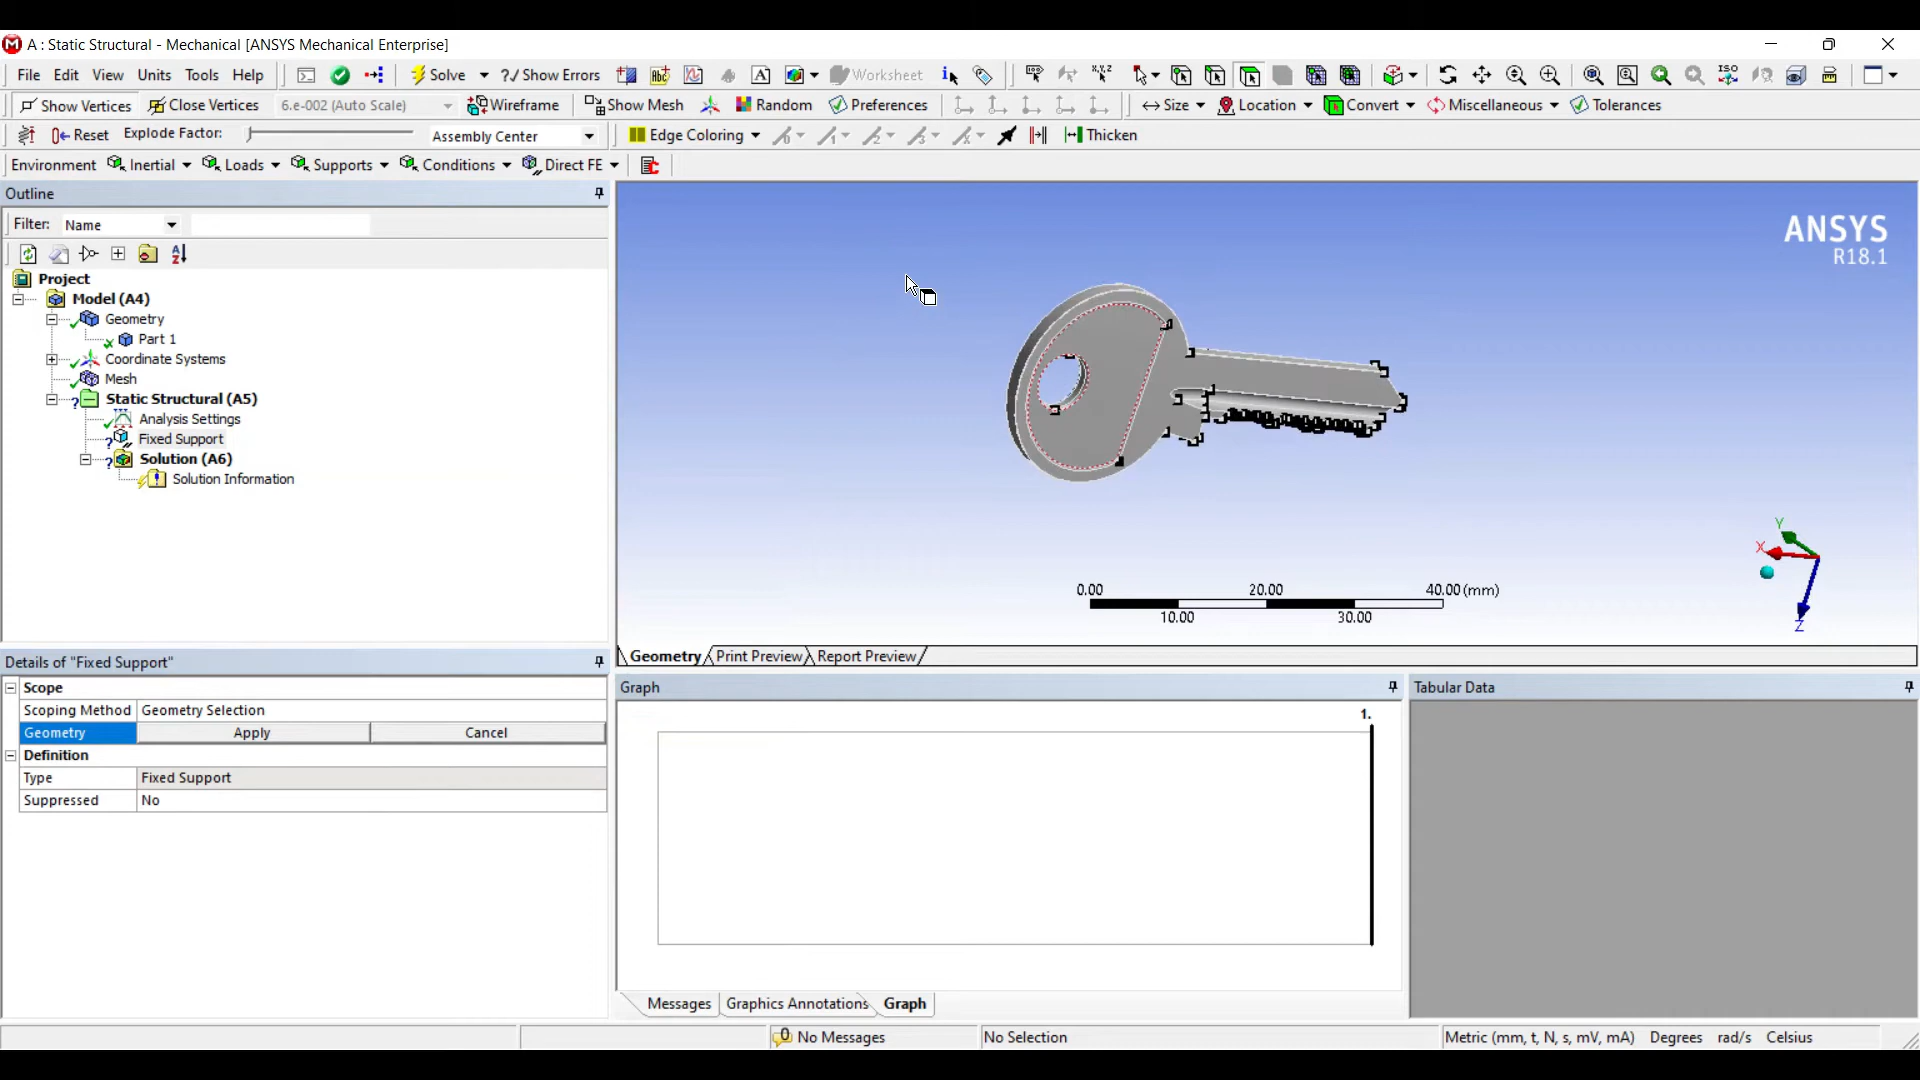 A : Static Structural - Mechanical [ANSYS Mechanical Enterprise]
File Edit View Units Tools Help Solve ?/ Show Errors Worksheet
Show Vertices Close Vertices 6.e-002 (Auto Scale) Wireframe Show Mesh Random Preferences Size Location Convert Miscellaneous Tolerances
Reset Explode Factor: Assembly Center Edge Coloring Thicken
Environment Inertial Loads Supports Conditions Direct FE
Outline
Filter: Name
Project
Model (A4)
Geometry
Part 1
Coordinate Systems
Mesh
Static Structural (A5)
Analysis Settings
Fixed Support
Solution (A6)
Solution Information
ANSYS
R18.1
Y
X
Z
0.00 20.00 40.00 (mm)
10.00 30.00
Geometry Print Preview Report Preview
Details of "Fixed Support"
Scope
Scoping Method Geometry Selection
Geometry Apply Cancel
Definition
Type Fixed Support
Suppressed No
Graph
1.
Tabular Data
Messages Graphics Annotations Graph
No Messages No Selection Metric (mm, t, N, s, mV, mA) Degrees rad/s Celsius